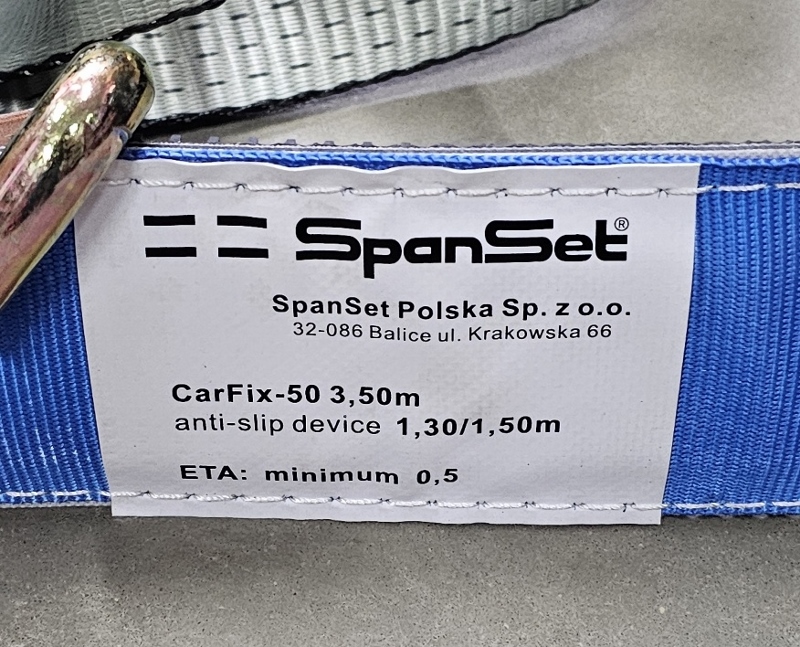 SpanSet®
SpanSet Polska Sp. z o.o.
32-086 Balice ul. Krakowska 66
CarFix-50 3,50m
anti-slip device 1,30/1,50m
ETA: minimum 0,5